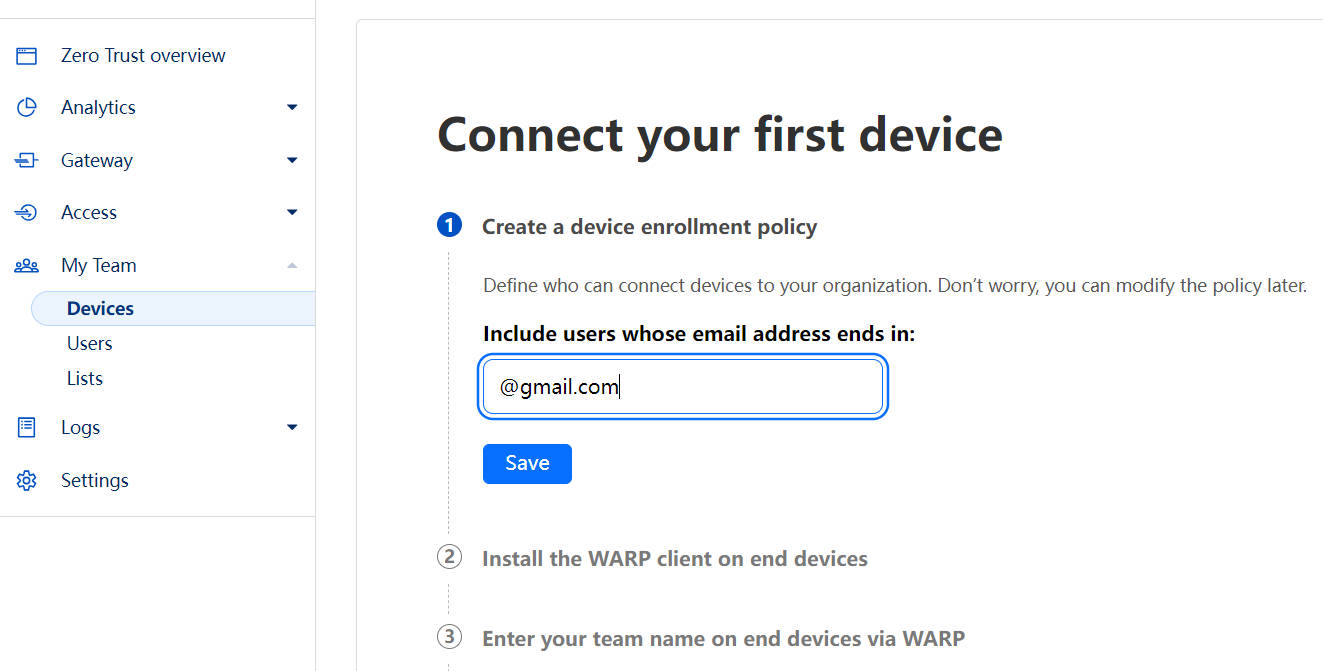 Zero Trust overview
Analytics
Gateway
Access
My Team
Devices
Users
Lists
Logs
Settings
Connect your first device
1 Create a device enrollment policy
Define who can connect devices to your organization. Don’t worry, you can modify the policy later.
Include users whose email address ends in:
@gmail.com
Save
2 Install the WARP client on end devices
3 Enter your team name on end devices via WARP